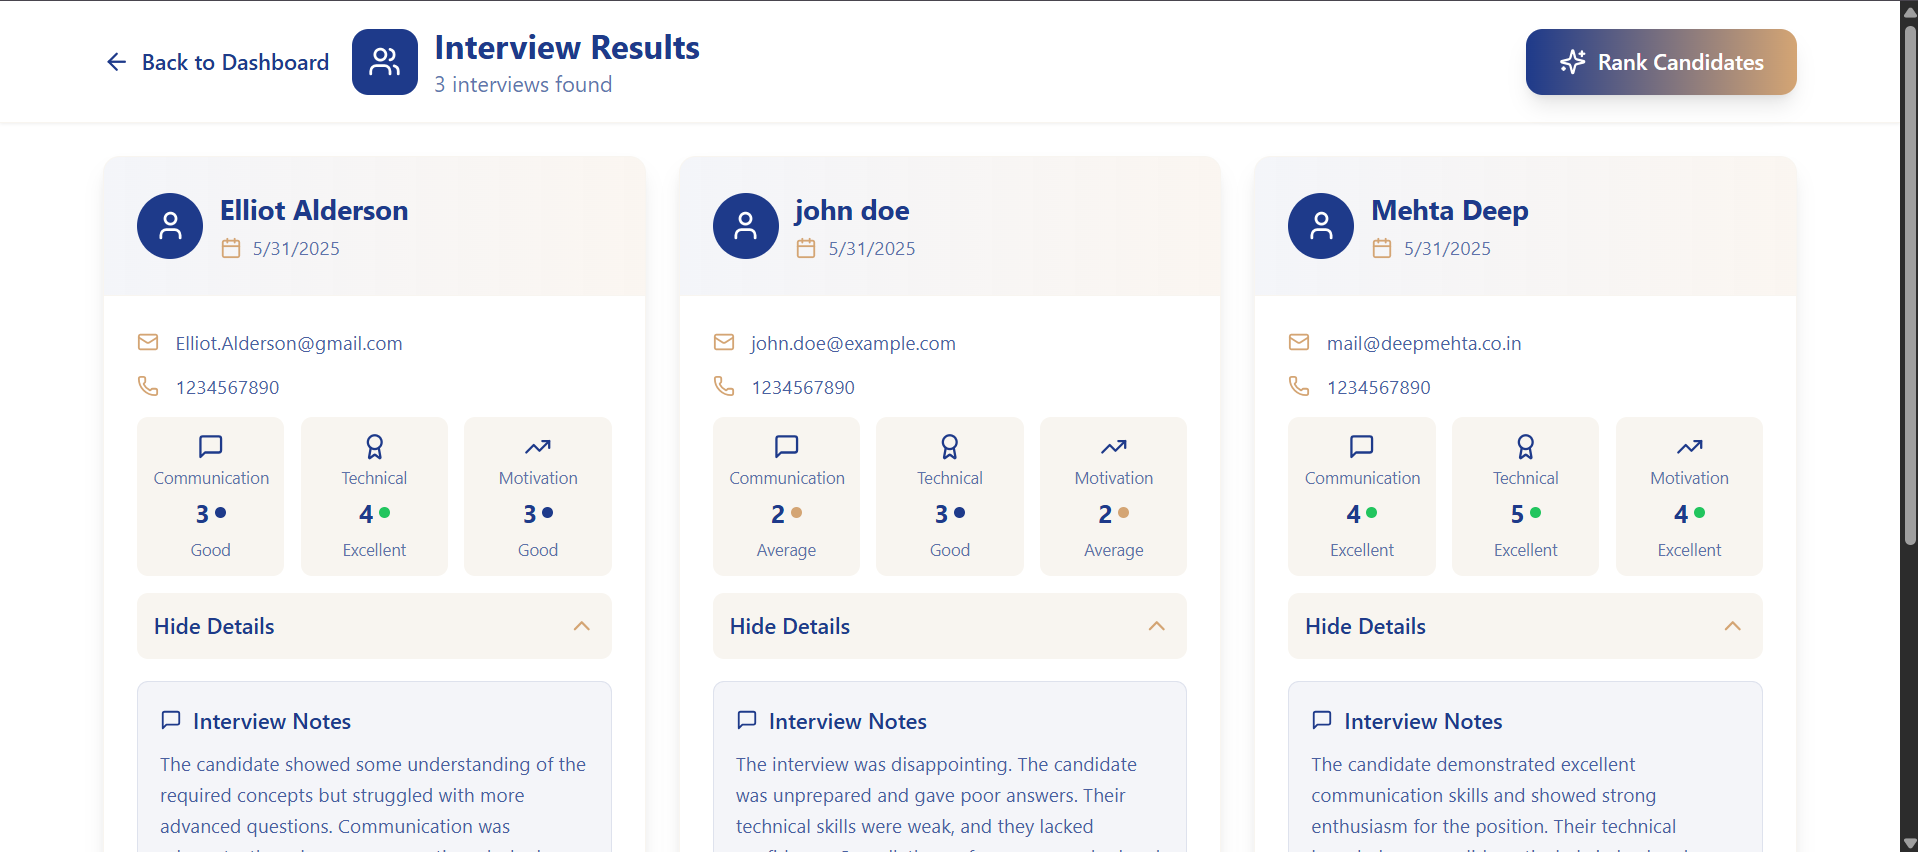 Back to Dashboard
Interview Results
3 interviews found
Rank Candidates
Elliot Alderson
5/31/2025
Elliot.Alderson@gmail.com
1234567890
Communication
3
Good
Technical
4
Excellent
Motivation
3
Good
Hide Details
Interview Notes
The candidate showed some understanding of the
required concepts but struggled with more
advanced questions. Communication was
john doe
5/31/2025
john.doe@example.com
1234567890
Communication
2
Average
Technical
3
Good
Motivation
2
Average
Hide Details
Interview Notes
The interview was disappointing. The candidate
was unprepared and gave poor answers. Their
technical skills were weak, and they lacked
Mehta Deep
5/31/2025
mail@deepmehta.co.in
1234567890
Communication
4
Excellent
Technical
5
Excellent
Motivation
4
Excellent
Hide Details
Interview Notes
The candidate demonstrated excellent
communication skills and showed strong
enthusiasm for the position. Their technical